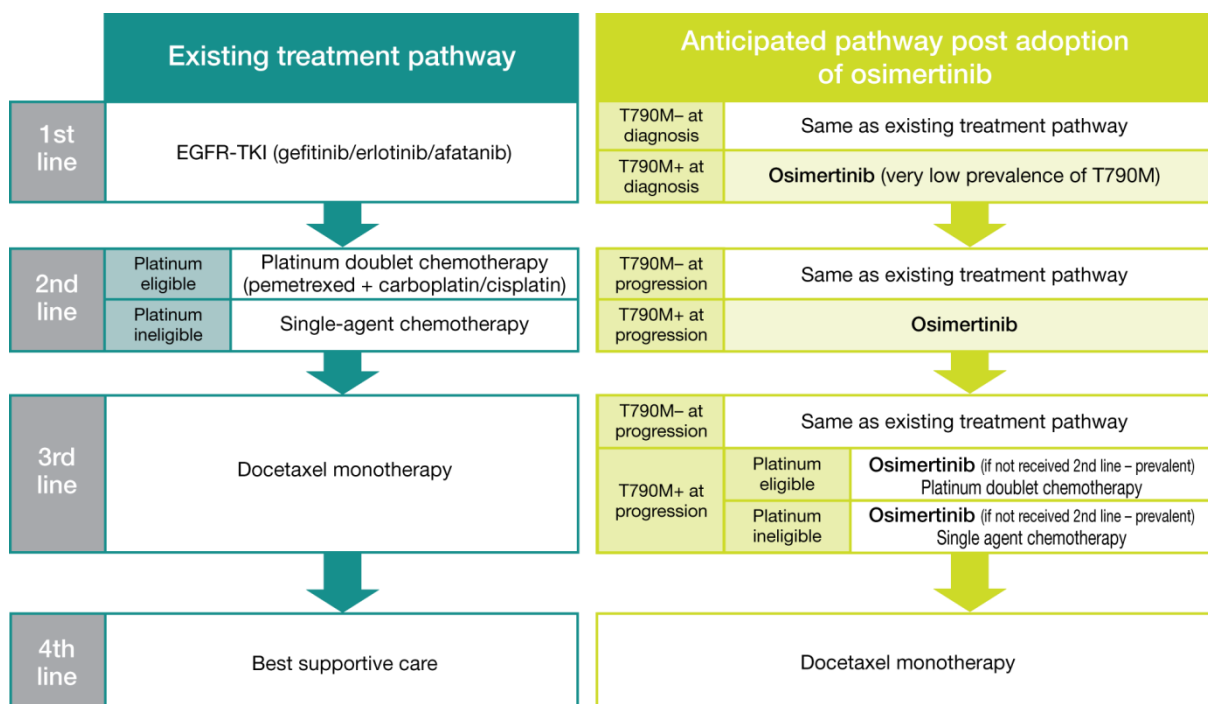 Existing treatment pathway
Anticipated pathway post adoption
of osimertinib
1st
line
EGFR-TKI (gefitinib/erlotinib/afatanib)
T790M– at
diagnosis
Same as existing treatment pathway
T790M+ at
diagnosis
Osimertinib (very low prevalence of T790M)
2nd
line
Platinum
eligible
Platinum doublet chemotherapy
(pemetrexed + carboplatin/cisplatin)
Platinum
ineligible
Single-agent chemotherapy
T790M– at
progression
Same as existing treatment pathway
T790M+ at
progression
Osimertinib
3rd
line
Docetaxel monotherapy
T790M– at
progression
Same as existing treatment pathway
T790M+ at
progression
Platinum
eligible
Osimertinib (if not received 2nd line – prevalent)
Platinum doublet chemotherapy
Platinum
ineligible
Osimertinib (if not received 2nd line – prevalent)
Single agent chemotherapy
4th
line
Best supportive care
Docetaxel monotherapy